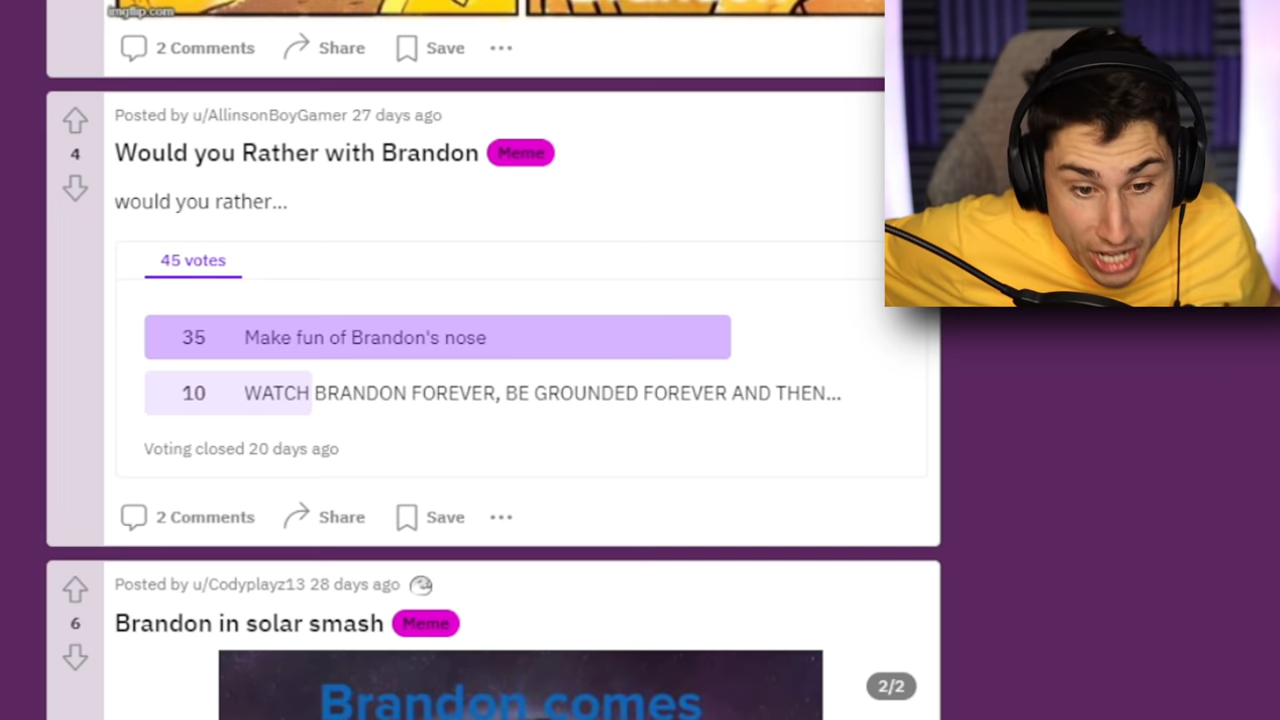 imgflip.com
2 Comments Share Save
Posted by u/AllinsonBoyGamer 27 days ago
4
Would you Rather with Brandon Meme
would you rather...
45 votes
35 Make fun of Brandon's nose
10 WATCH BRANDON FOREVER, BE GROUNDED FOREVER AND THEN...
Voting closed 20 days ago
2 Comments Share Save
Posted by u/Codyplayz13 28 days ago
6
Brandon in solar smash Meme
2/2
Brandon comes